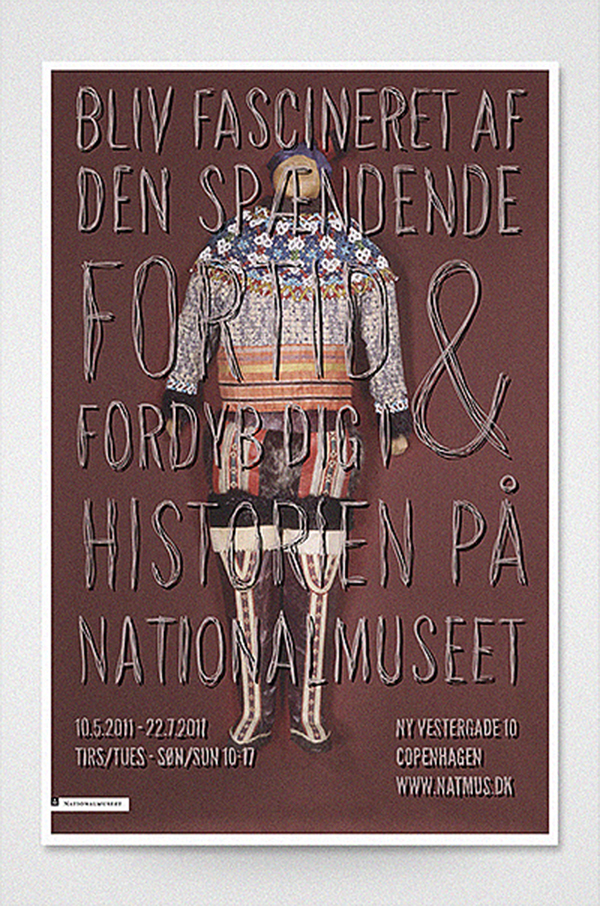 BLIV FASCINERET AF
DEN SPÆNDENDE
FORTID &
FORDYB DIG I
HISTORIEN PÅ
NATIONALMUSEET
10.5.2011 - 22.7.2011
TIRS/TUES - SØN/SUN 10-17
NY VESTERGADE 10
COPENHAGEN
WWW.NATMUS.DK
NATIONALMUSEET